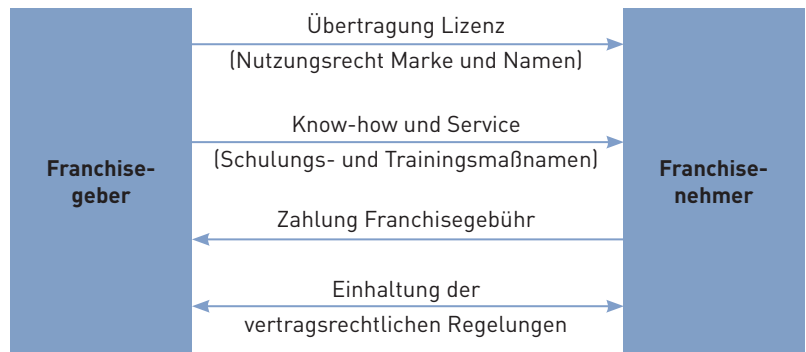 Übertragung Lizenz
(Nutzungsrecht Marke und Namen)
Know-how und Service
(Schulungs- und Trainingsmaßnamen)
Franchise-
geber
Franchise-
nehmer
Zahlung Franchisegebühr
Einhaltung der
vertragsrechtlichen Regelungen